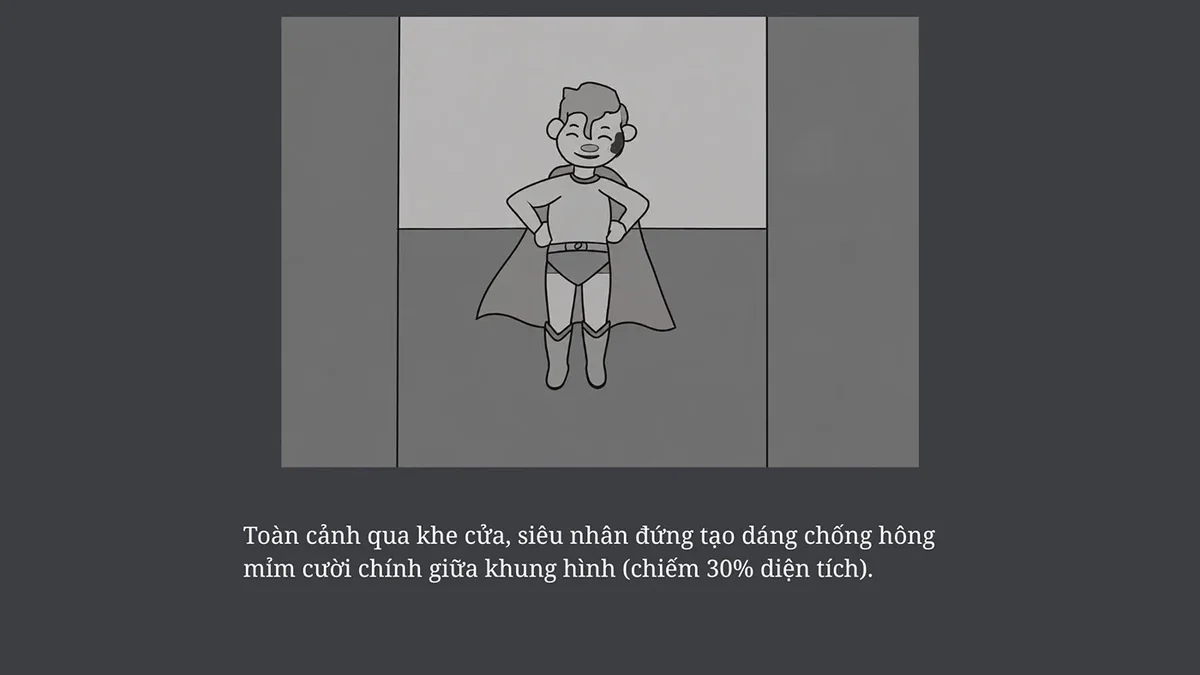 Toàn cảnh qua khe cửa, siêu nhân đứng tạo dáng chống hông
mỉm cười chính giữa khung hình (chiếm 30% diện tích).